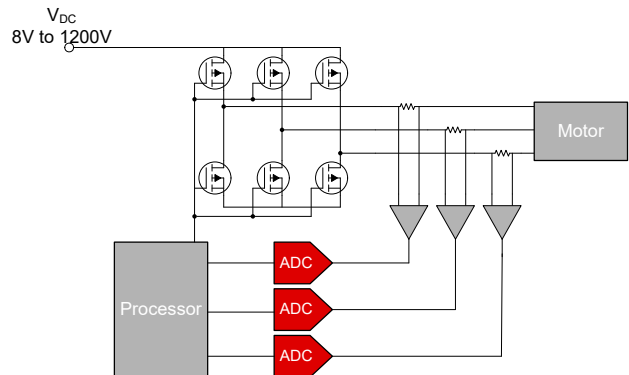 VDC
8V to 1200V
Motor
ADC
Processor
ADC
ADC